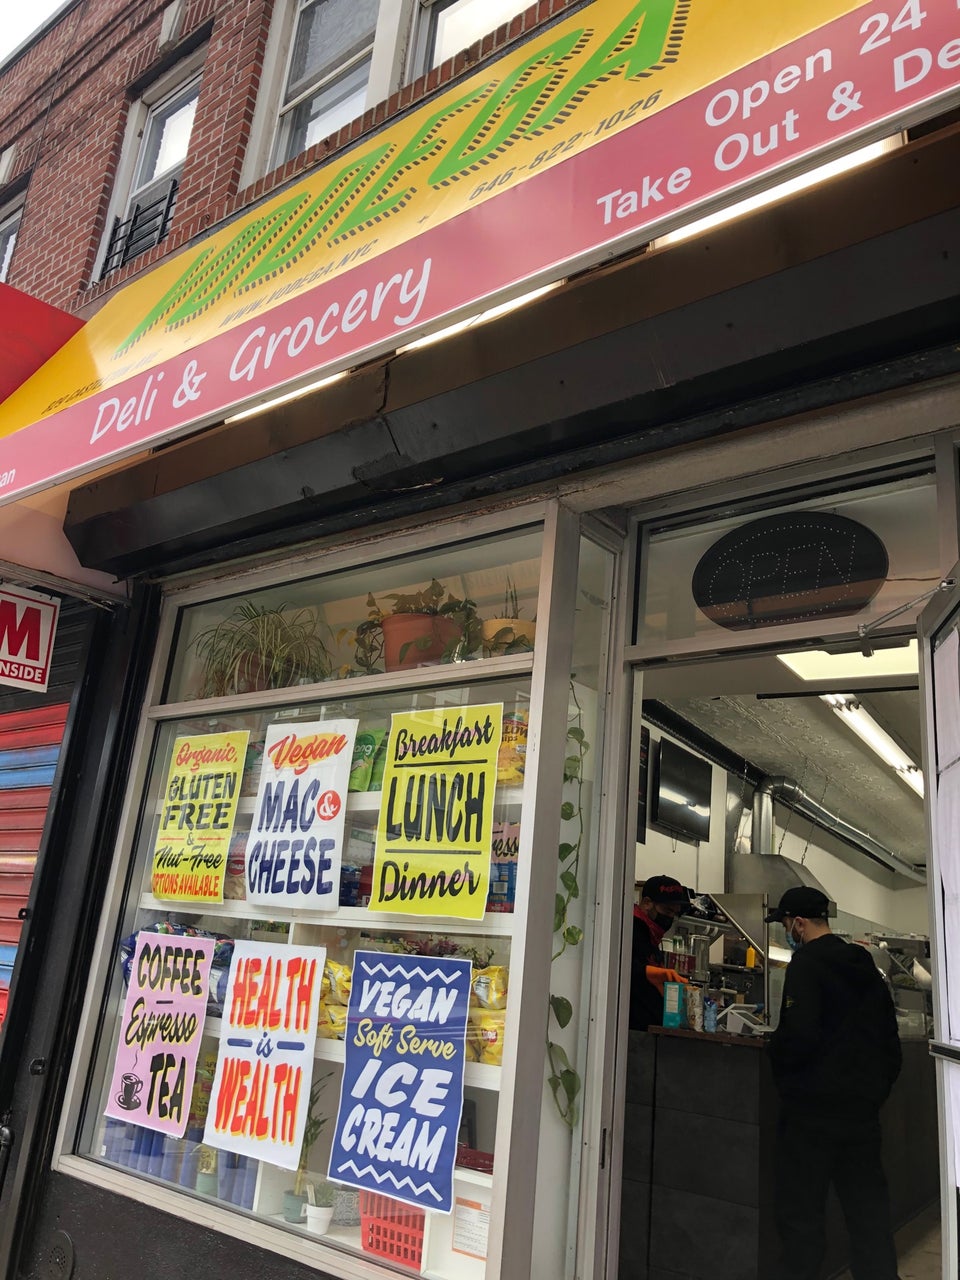 VODEGA
WWW.VODEGA.NYC
646-822-1026
Deli & Grocery
Open 24
Take Out & De
M
NSIDE
OPEN
Organic,
GLUTEN
FREE
&
Nut-Free
OPTIONS AVAILABLE
Vegan
MAC &
CHEESE
Breakfast
LUNCH
Dinner
COFFEE
Espresso
TEA
HEALTH
is
WEALTH
VEGAN
Soft Serve
ICE
CREAM